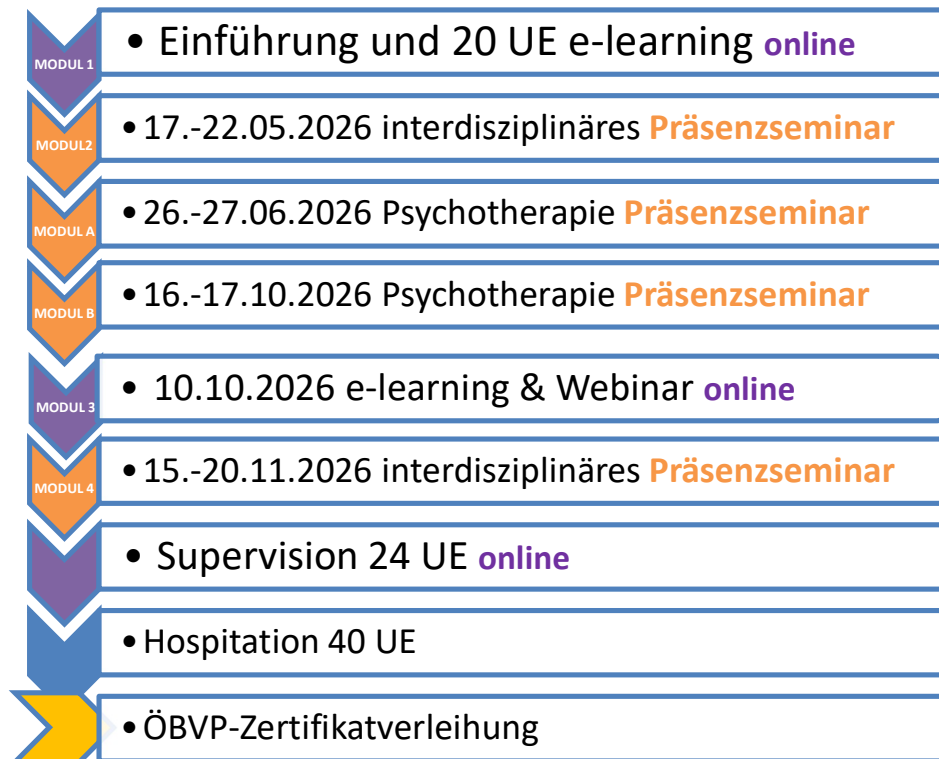 MODUL 1
• Einführung und 20 UE e-learning online
MODUL2
•17.-22.05.2026 interdisziplinäres Präsenzseminar
MODUL A
•26.-27.06.2026 Psychotherapie Präsenzseminar
MODUL B
•16.-17.10.2026 Psychotherapie Präsenzseminar
MODUL 3
• 10.10.2026 e-learning & Webinar online
MODUL 4
•15.-20.11.2026 interdisziplinäres Präsenzseminar
• Supervision 24 UE online
•Hospitation 40 UE
•ÖBVP-Zertifikatverleihung